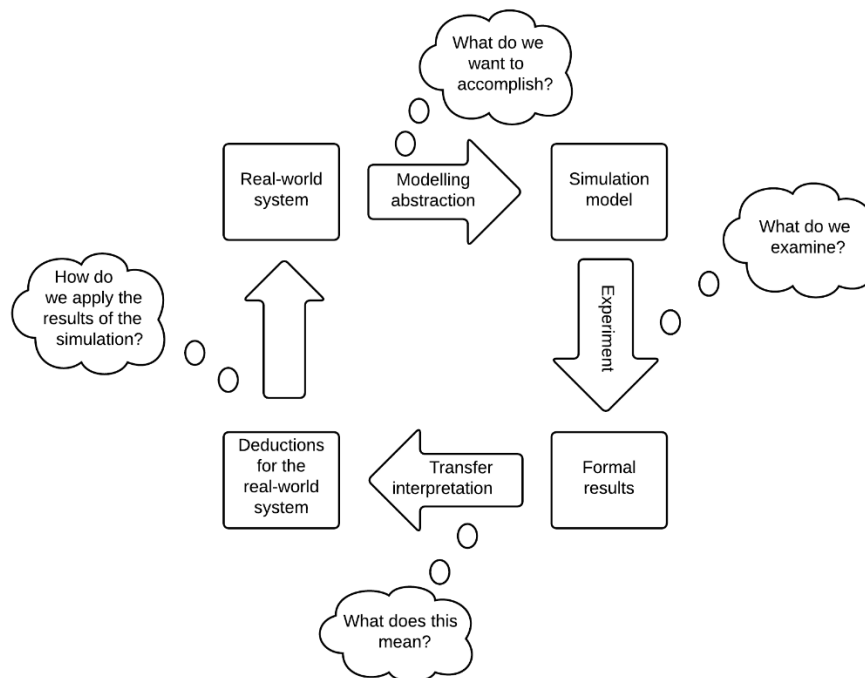 What do we
want to
accomplish?
Real-world
system
Modelling
abstraction
Simulation
model
What do we
examine?
Experiment
How do
we apply the
results of the
simulation?
Deductions
for the
real-world
system
Transfer
interpretation
Formal
results
What does this
mean?